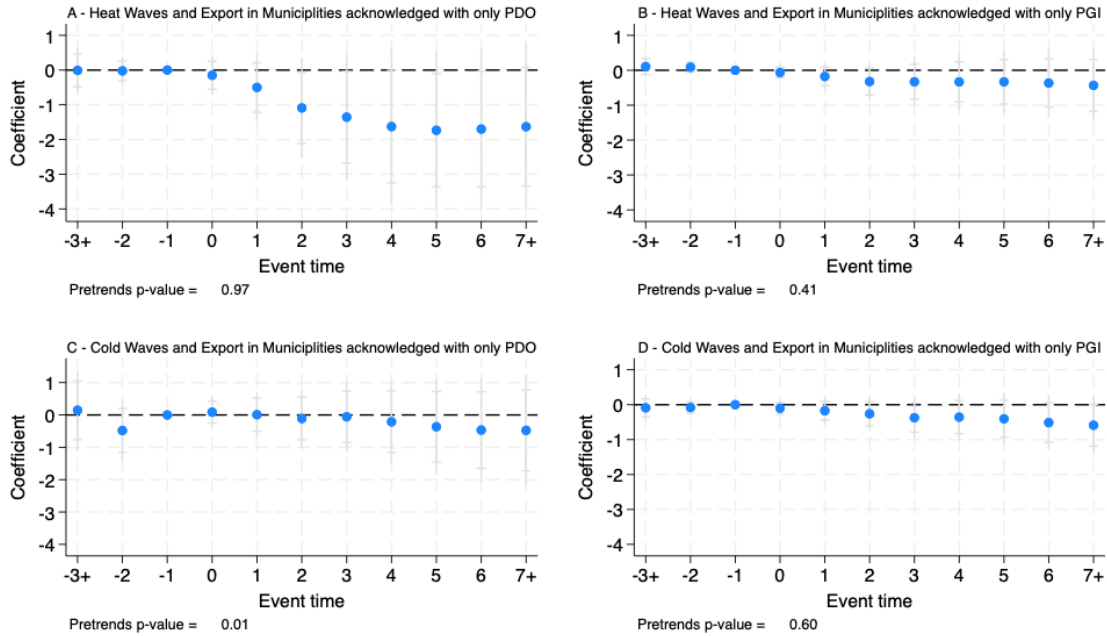 A - Heat Waves and Export in Municiplities acknowledged with only PDO
1
0
-1
-2
-3
-4
Coefficient
-3+ -2 -1 0 1 2 3 4 5 6 7+
Event time
Pretrends p-value = 0.97
B - Heat Waves and Export in Municiplities acknowledged with only PGI
1
0
-1
-2
-3
-4
Coefficient
-3+ -2 -1 0 1 2 3 4 5 6 7+
Event time
Pretrends p-value = 0.41
C - Cold Waves and Export in Municiplities acknowledged with only PDO
1
0
-1
-2
-3
-4
Coefficient
-3+ -2 -1 0 1 2 3 4 5 6 7+
Event time
Pretrends p-value = 0.01
D - Cold Waves and Export in Municiplities acknowledged with only PGI
1
0
-1
-2
-3
-4
Coefficient
-3+ -2 -1 0 1 2 3 4 5 6 7+
Event time
Pretrends p-value = 0.60